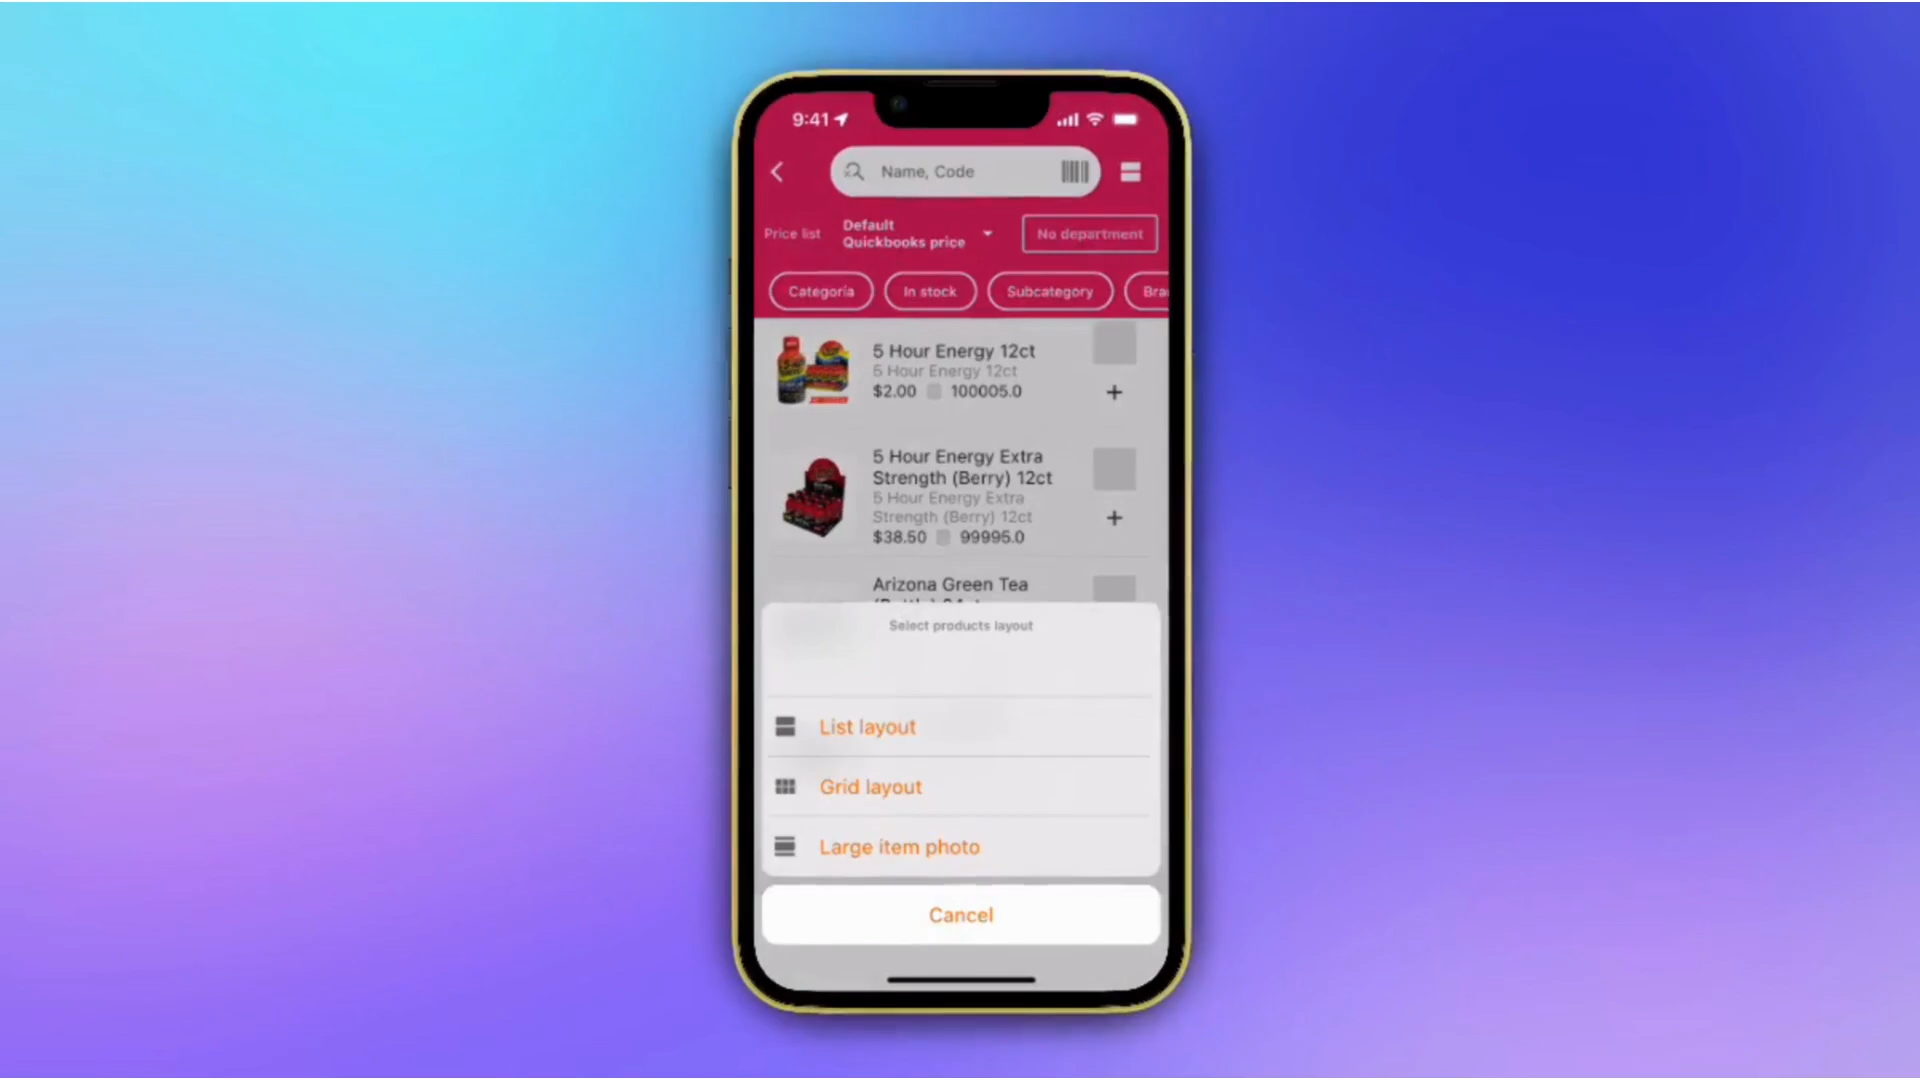 9:41
Name, Code
Price list
Default
Quickbooks price
No department
Categoría
In stock
Subcategory
5 Hour Energy 12ct
5 Hour Energy 12ct
$2.00 100005.0
5 Hour Energy Extra
Strength (Berry) 12ct
5 Hour Energy Extra
Strength (Berry) 12ct
$38.50 99995.0
Arizona Green Tea
Select products layout
List layout
Grid layout
Large item photo
Cancel